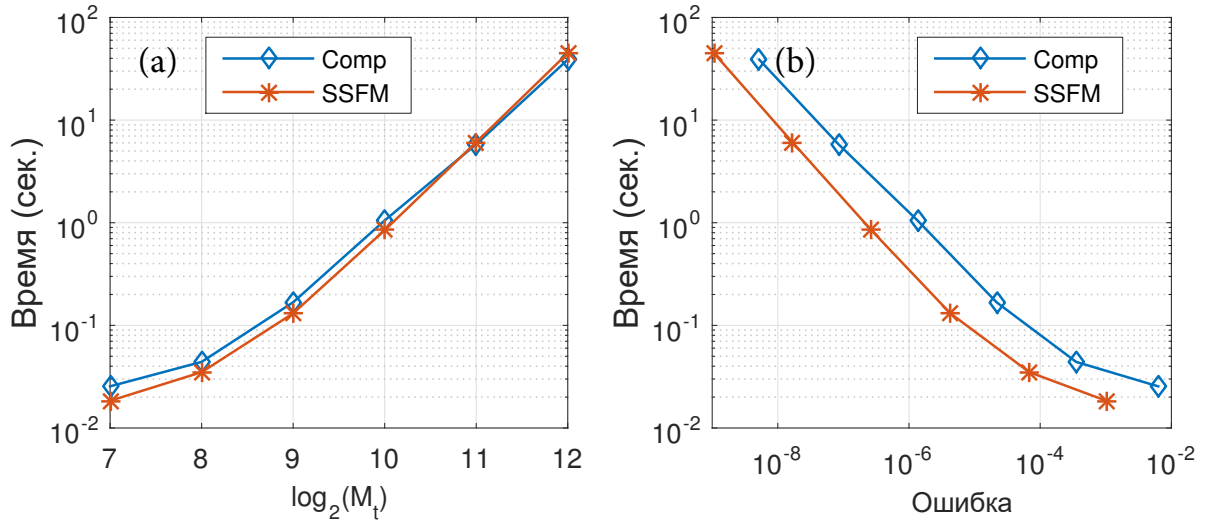 (a)
Comp
SSFM
10^2
10^1
10^0
10^-1
10^-2
Время (сек.)
7 8 9 10 11 12
log_2(M_t)
(b)
Comp
SSFM
10^2
10^1
10^0
10^-1
10^-2
Время (сек.)
10^-8 10^-6 10^-4 10^-2
Ошибка